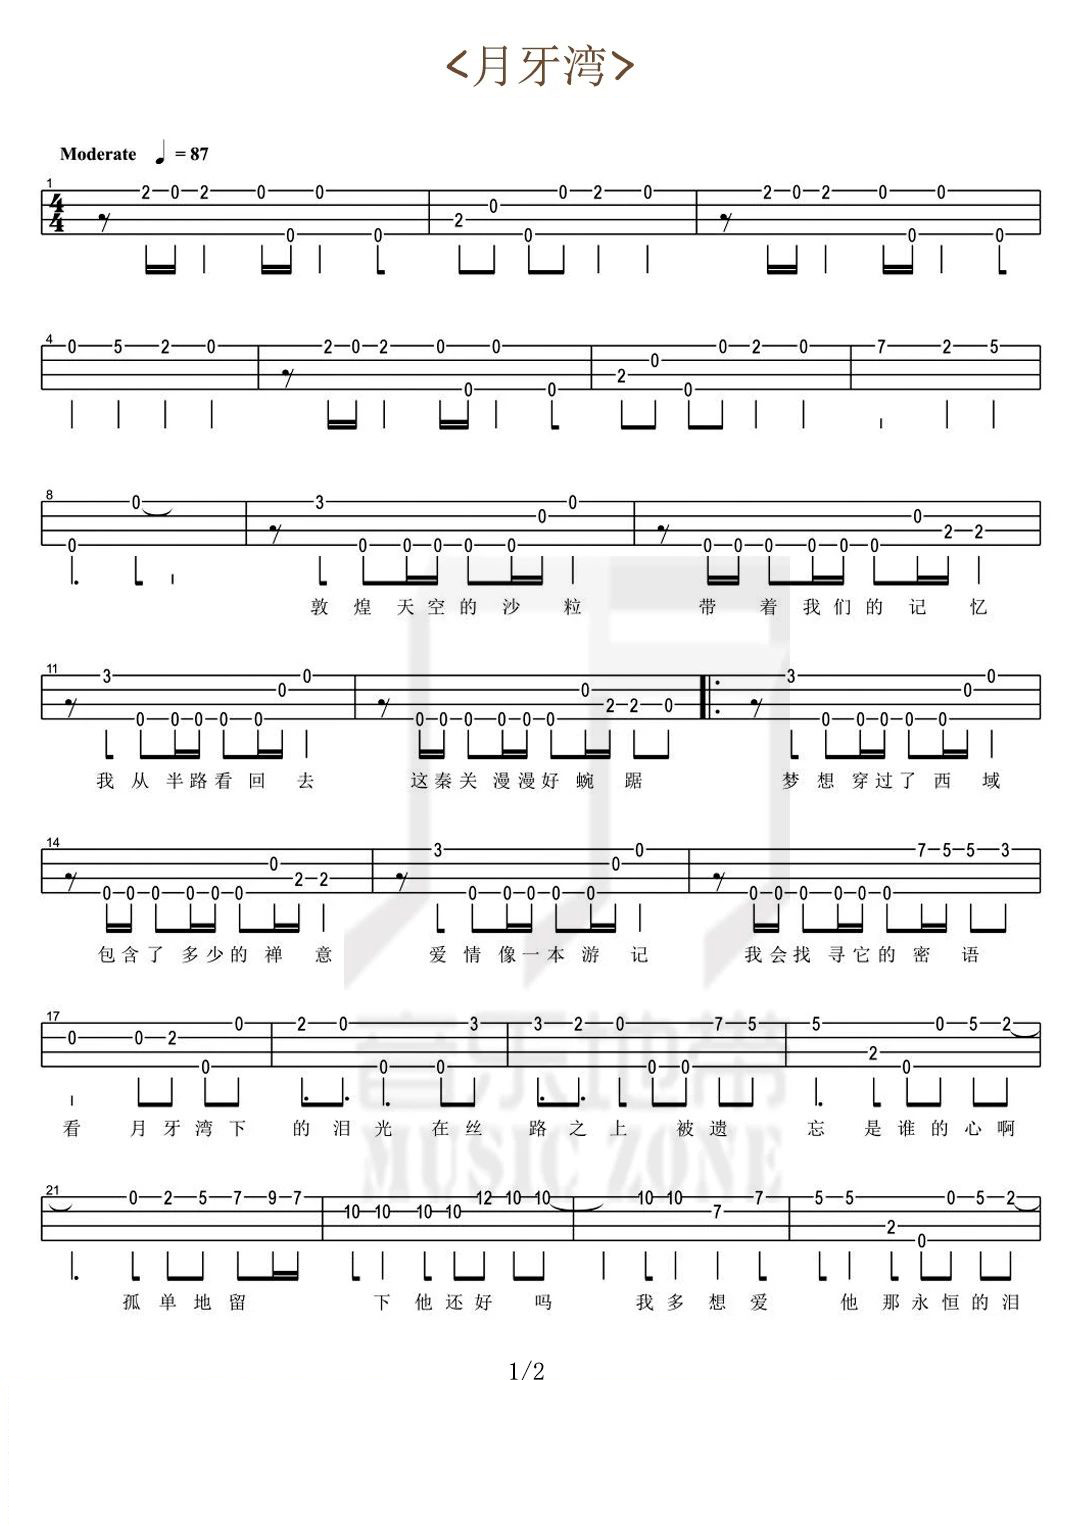 <月牙湾>
Moderate ♩ = 87
1
4/4
2 0 2 0 0 0 0 2 0 0 0 2 0 2 0 2 0 0 0 0
4
0 5 2 0 2 0 2 0 0 0 0 2 0 0 0 2 0 7 2 5
8
0 0 3 0 0 0 0 0 0 0 0 0 0 0 0 0 0 2 2
敦煌天空的沙粒 带着我们的记忆
11
3 0 0 0 0 0 0 0 0 0 0 0 0 0 0 2 2 0 3 0 0 0 0 0 0 0
我从半路看回去 这秦关漫漫好蜿踞 梦想穿过了西域
14
0 0 0 0 0 0 0 2 2 3 0 0 0 0 0 0 0 0 0 0 0 0 0 7 5 5 3
包含了多少的禅意 爱情像一本游记 我会找寻它的密语
17
0 0 2 0 0 2 0 0 0 3 3 2 0 0 0 7 5 5 2 0 0 5 2
看月牙湾下的泪光在丝路之上被遗忘是谁的心啊
21
0 2 5 7 9 7 10 10 10 10 12 10 10 10 10 7 7 5 5 2 0 0 5 2
孤单地留下他还好吗 我多想爱他那永恒的泪
音乐地带
MUSIC ZONE
1/2